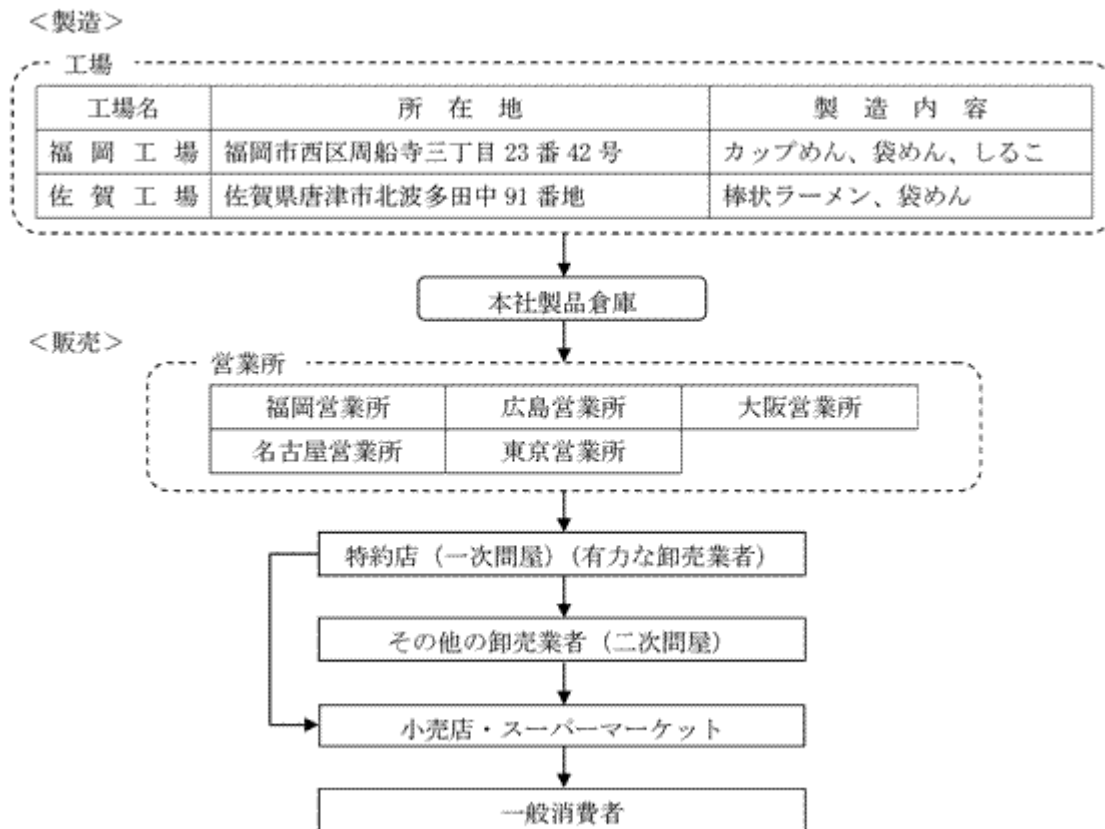 <製造>
工場
工場名 所在地 製造内容
福岡工場 福岡市西区周船寺三丁目23番42号 カップめん、袋めん、しるこ
佐賀工場 佐賀県唐津市北波多田中91番地 棒状ラーメン、袋めん
本社製品倉庫
<販売>
営業所
福岡営業所 広島営業所 大阪営業所
名古屋営業所 東京営業所
特約店(一次問屋)(有力な卸売業者)
その他の卸売業者(二次問屋)
小売店・スーパーマーケット
一般消費者